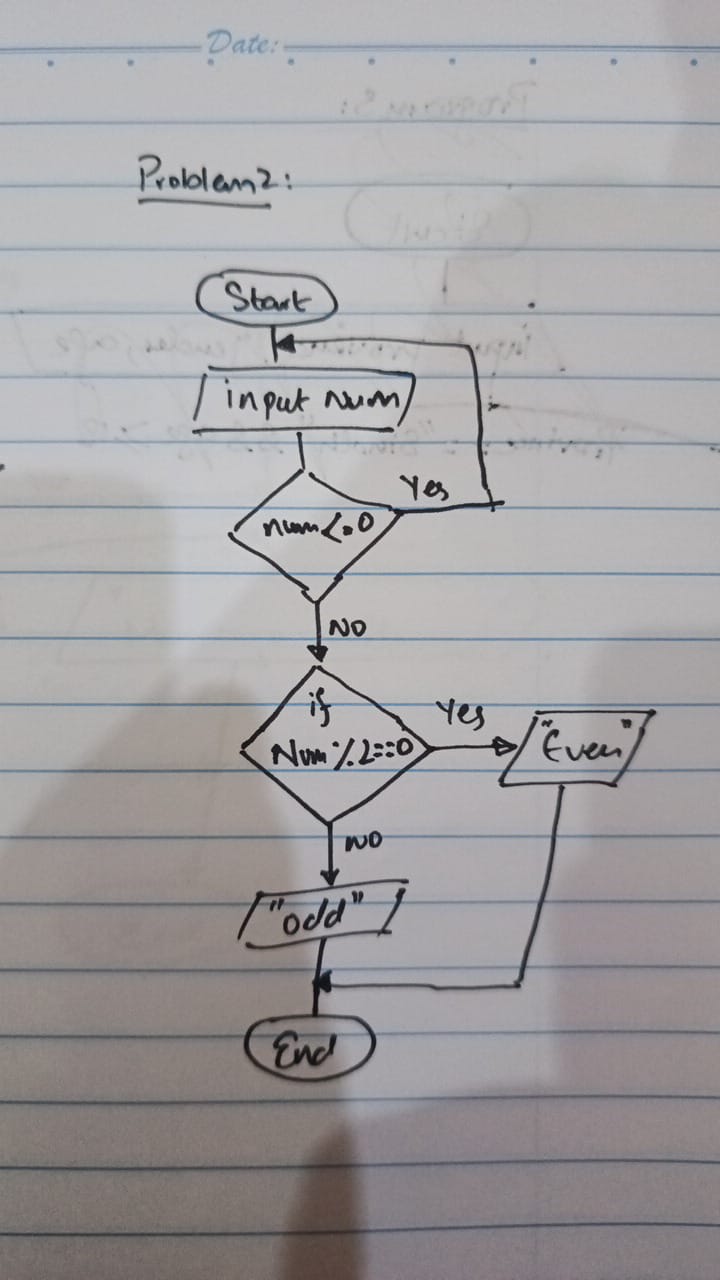 Date:
Problem2:
Start
input Num
Yes
num<=0
NO
if
Yes
Num%2==0
"Even"
NO
"odd"
End